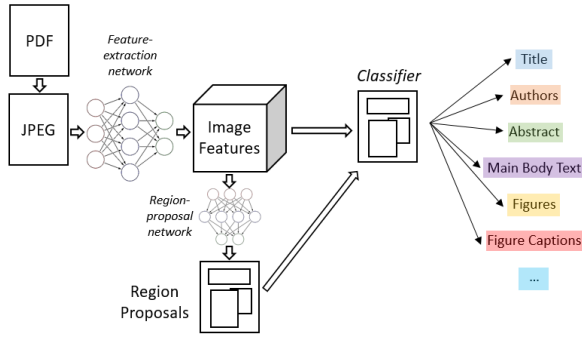 PDF
JPEG
Feature-
extraction
network
Image
Features
Region-
proposal
network
Region
Proposals
Classifier
Title
Authors
Abstract
Main Body Text
Figures
Figure Captions
...